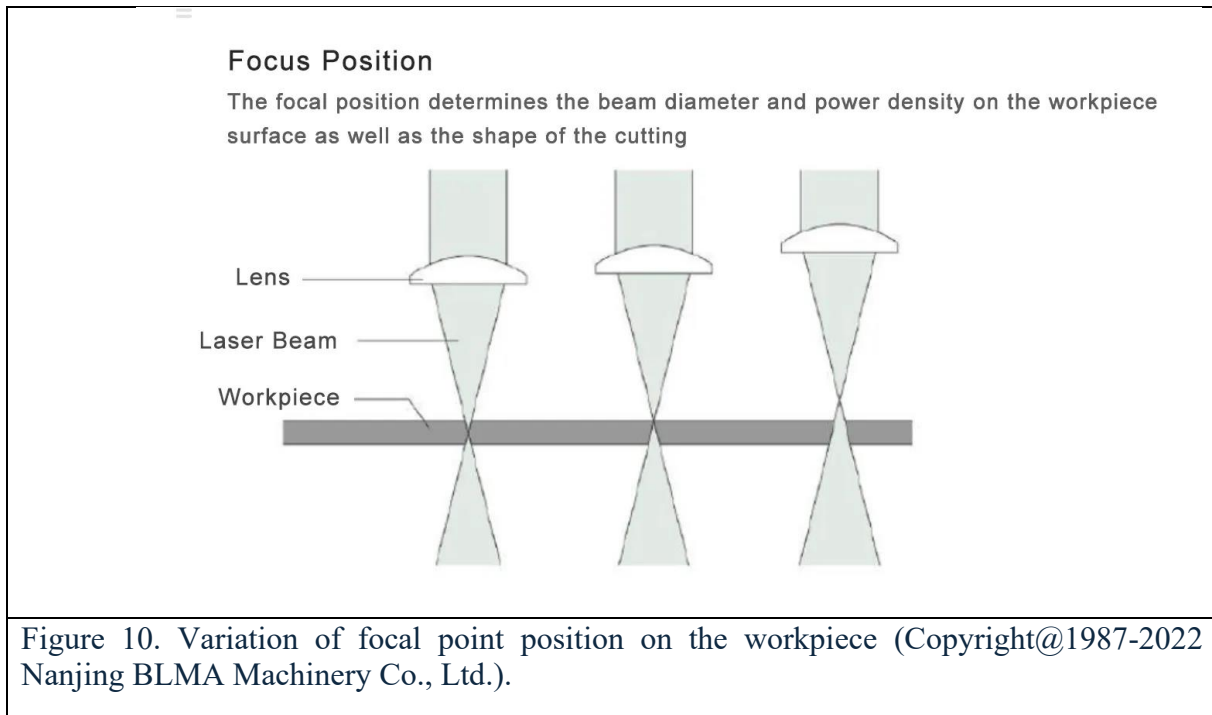 Focus Position
The focal position determines the beam diameter and power density on the workpiece
surface as well as the shape of the cutting
Lens
Laser Beam
Workpiece
Figure 10. Variation of focal point position on the workpiece (Copyright@1987-2022
Nanjing BLMA Machinery Co., Ltd.).